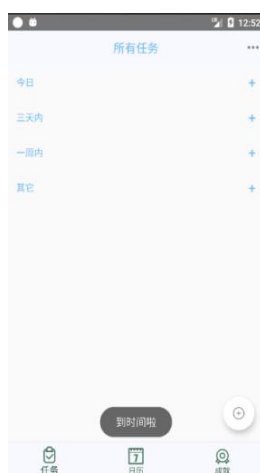 12:52
所有任务
今日 +
三天内 +
一周内 +
其它 +
到时间啦
7
任务 日历 成就